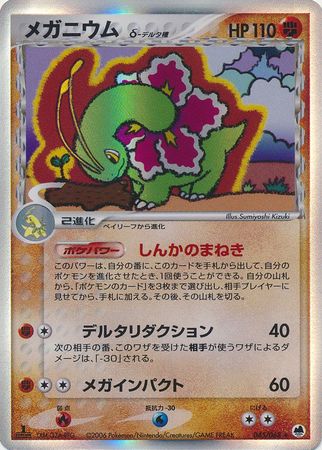 メガニウム δ-デルタ種 HP110
Illus. Sumiyoshi Kizuki
2進化 ベイリーフから進化
ポケパワー しんかのまねき
このパワーは、自分の番に、このカードを手札から出して、自分の
ポケモンを進化させたとき、1回使うことができる。自分の山札
から、「ポケモンのカード」を3枚まで選び出し、相手プレイヤー
に見せてから、手札に加える。その後、自分の山札を切る。
デルタリダクション 40
次の相手の番、このワザを受けた相手が使うワザによるダメー
ジは、「-30」される。
メガインパクト 60
弱点 抵抗力 -30 にげる
1
©2006 Pokémon/Nintendo/Creatures/GAME FREAK.
045/068